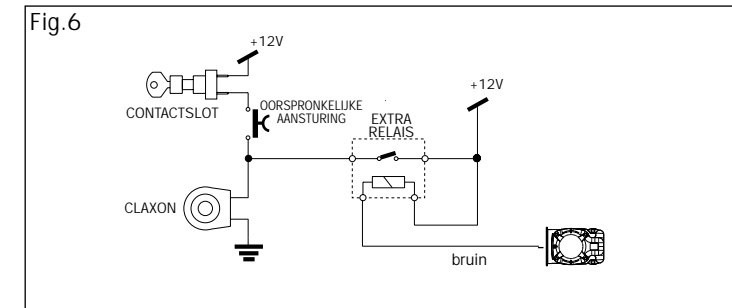 Fig.6
+12V
+12V
CONTACTSLOT
OORSPRONKELIJKE
AANSTURING
EXTRA
RELAIS
CLAXON
bruin